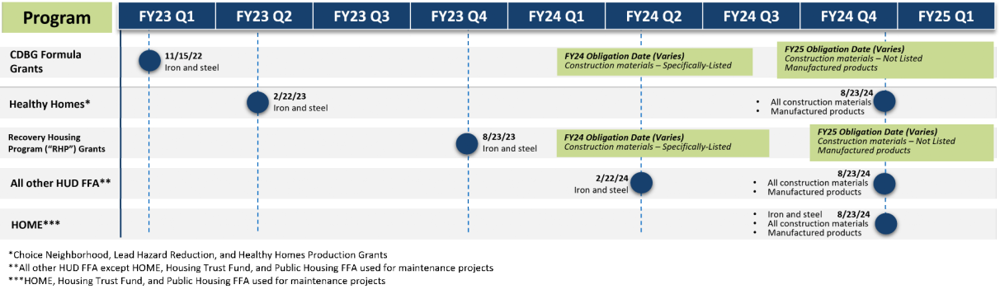 Program FY23 Q1 FY23 Q2 FY23 Q3 FY23 Q4 FY24 Q1 FY24 Q2 FY24 Q3 FY24 Q4 FY25 Q1
CDBG Formula
Grants
11/15/22
Iron and steel
FY24 Obligation Date (Varies)
Construction materials – Specifically-Listed
FY25 Obligation Date (Varies)
Construction materials – Not Listed
Manufactured products
Healthy Homes*
2/22/23
Iron and steel
8/23/24
• All construction materials
• Manufactured products
Recovery Housing
Program ("RHP") Grants
8/23/23
Iron and steel
FY24 Obligation Date (Varies)
Construction materials – Specifically-Listed
FY25 Obligation Date (Varies)
Construction materials – Not Listed
Manufactured products
All other HUD FFA**
2/22/24
Iron and steel
8/23/24
• All construction materials
• Manufactured products
HOME***
• Iron and steel 8/23/24
• All construction materials
• Manufactured products
*Choice Neighborhood, Lead Hazard Reduction, and Healthy Homes Production Grants
**All other HUD FFA except HOME, Housing Trust Fund, and Public Housing FFA used for maintenance projects
***HOME, Housing Trust Fund, and Public Housing FFA used for maintenance projects